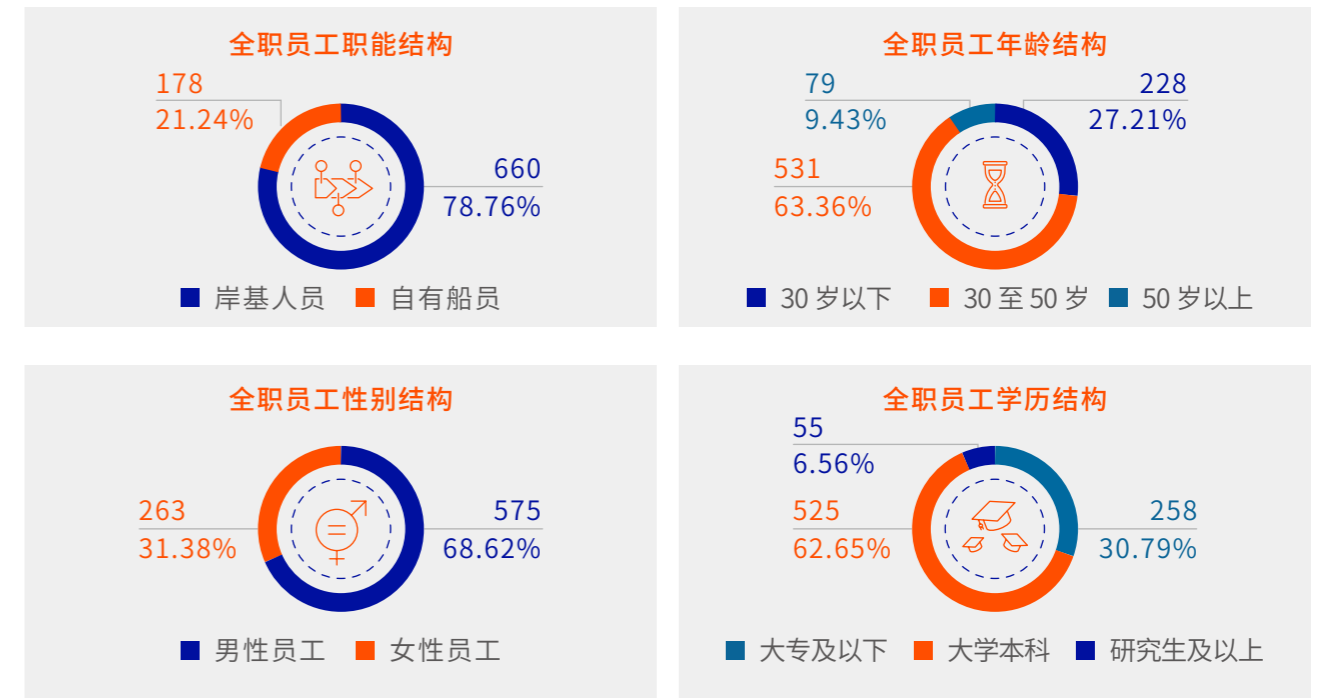 全职员工职能结构
178
21.24%
660
78.76%
岸基人员 自有船员
全职员工年龄结构
79
9.43%
228
27.21%
531
63.36%
30 岁以下 30 至 50 岁 50 岁以上
全职员工性别结构
263
31.38%
575
68.62%
男性员工 女性员工
全职员工学历结构
55
6.56%
525
62.65%
258
30.79%
大专及以下 大学本科 研究生及以上